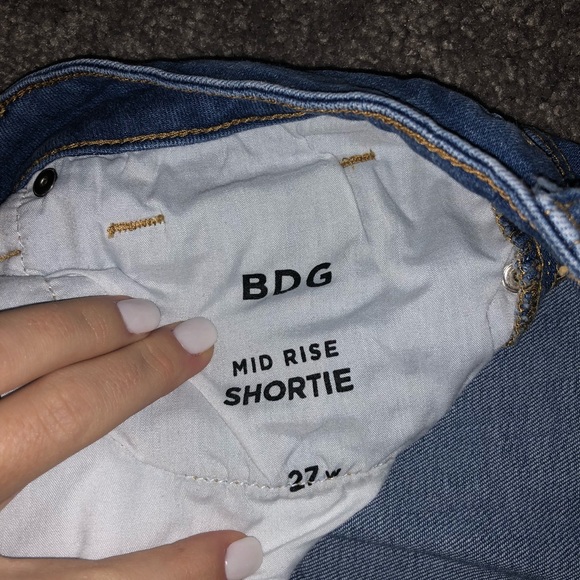 BDG
MID RISE
SHORTIE
27 W